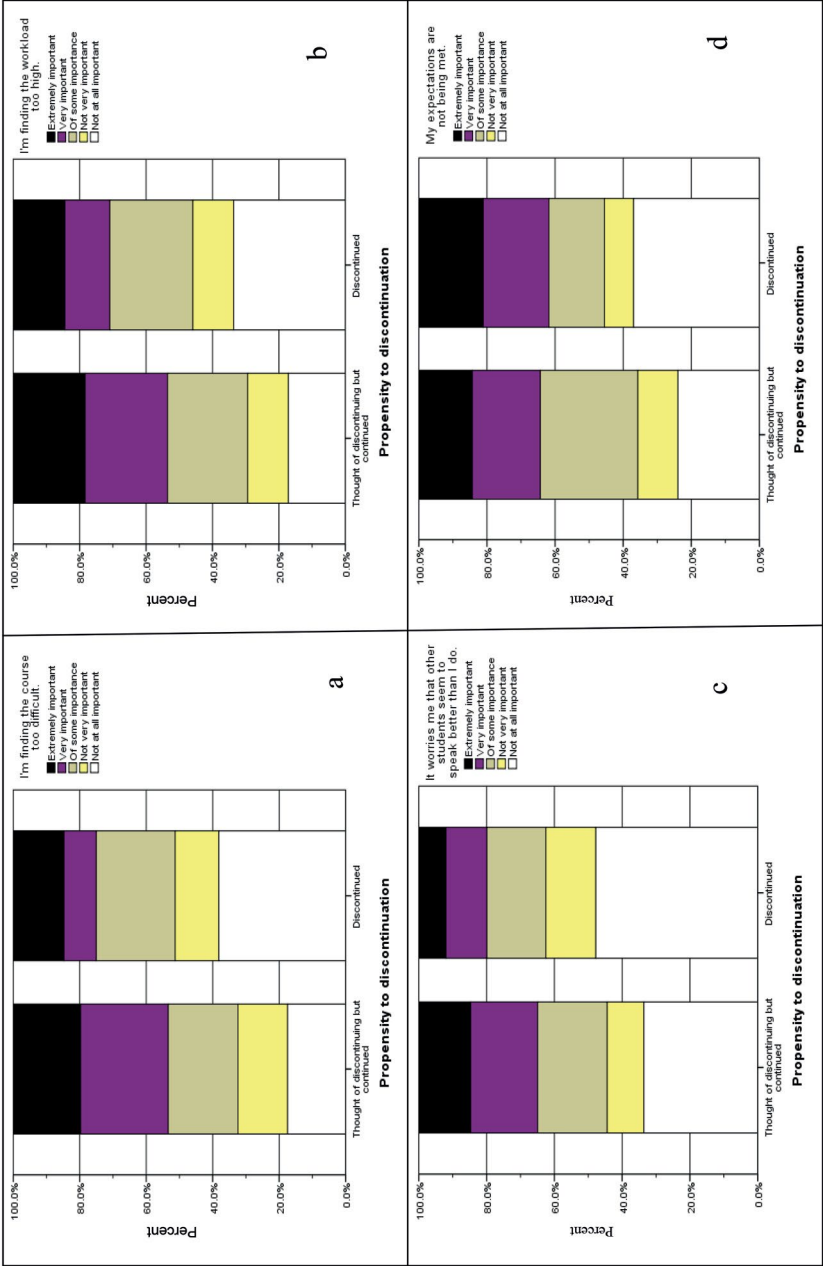 I'm finding the course
too difficult.
Extremely important
Very important
Of some importance
Not very important
Not at all important
a
100.0%
80.0%
60.0%
40.0%
20.0%
0.0%
Percent
Thought of discontinuing but
continued
Discontinued
Propensity to discontinuation
I'm finding the workload
too high.
Extremely important
Very important
Of some importance
Not very important
Not at all important
b
100.0%
80.0%
60.0%
40.0%
20.0%
0.0%
Percent
Thought of discontinuing but
continued
Discontinued
Propensity to discontinuation
It worries me that other
students seem to
speak better than I do.
Extremely important
Very important
Of some importance
Not very important
Not at all important
c
100.0%
80.0%
60.0%
40.0%
20.0%
0.0%
Percent
Thought of discontinuing but
continued
Discontinued
Propensity to discontinuation
My expectations are
not being met.
Extremely important
Very important
Of some importance
Not very important
Not at all important
d
100.0%
80.0%
60.0%
40.0%
20.0%
0.0%
Percent
Thought of discontinuing but
continued
Discontinued
Propensity to discontinuation